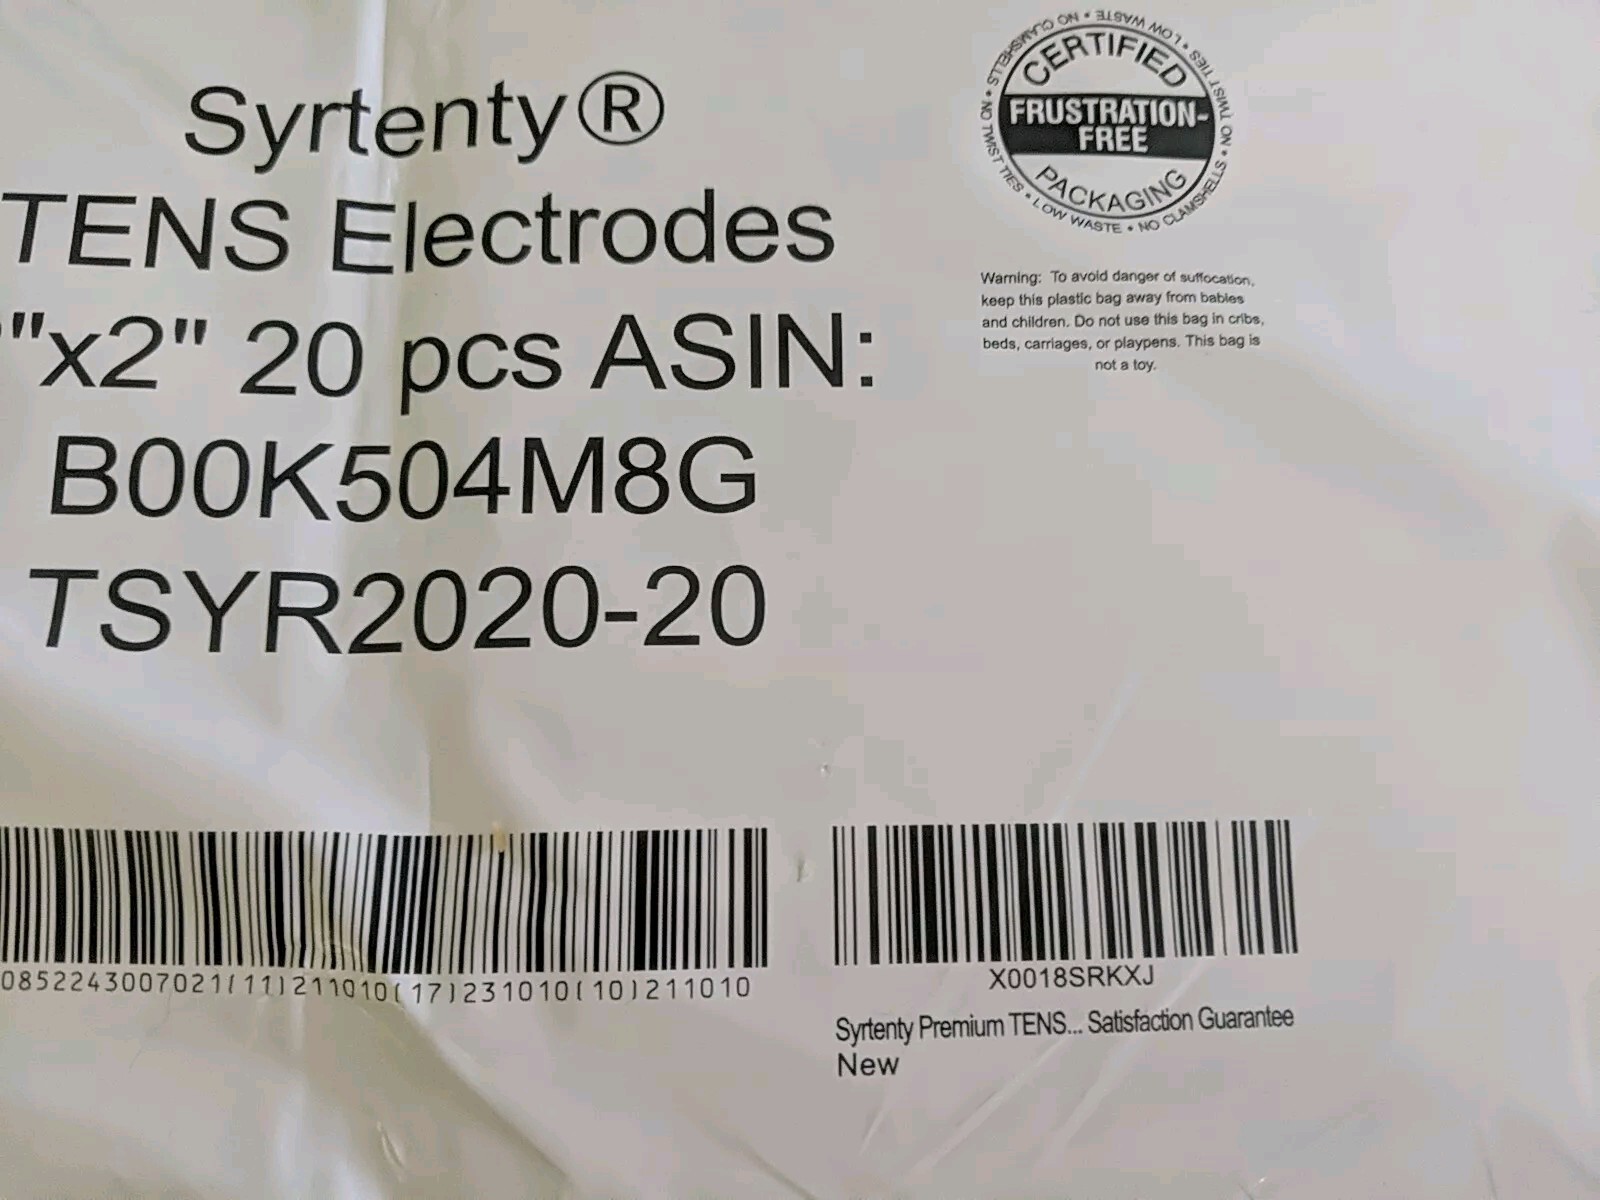 Syrtenty®
TENS Electrodes
"x2" 20 pcs ASIN:
B00K504M8G
TSYR2020-20
CERTIFIED
FRUSTRATION-
FREE
PACKAGING
NO TWIST TIES • LOW WASTE • NO CLAMSHELLS • NO TWIST TIES • LOW WASTE • NO CLAMSHELLS •
Warning: To avoid danger of suffocation,
keep this plastic bag away from babies
and children. Do not use this bag in cribs,
beds, carriages, or playpens. This bag is
not a toy.
0852243007021(11)211010(17)231010(10)211010
X0018SRKXJ
Syrtenty Premium TENS... Satisfaction Guarantee
New